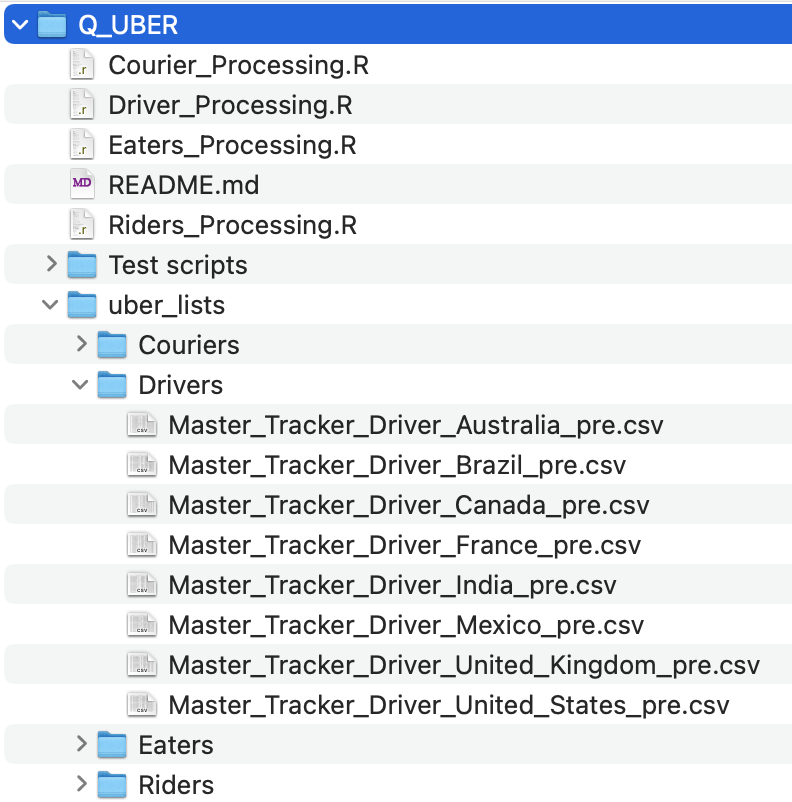 Q_UBER
Courier_Processing.R
Driver_Processing.R
Eaters_Processing.R
README.md
Riders_Processing.R
Test scripts
uber_lists
Couriers
Drivers
Master_Tracker_Driver_Australia_pre.csv
Master_Tracker_Driver_Brazil_pre.csv
Master_Tracker_Driver_Canada_pre.csv
Master_Tracker_Driver_France_pre.csv
Master_Tracker_Driver_India_pre.csv
Master_Tracker_Driver_Mexico_pre.csv
Master_Tracker_Driver_United_Kingdom_pre.csv
Master_Tracker_Driver_United_States_pre.csv
Eaters
Riders